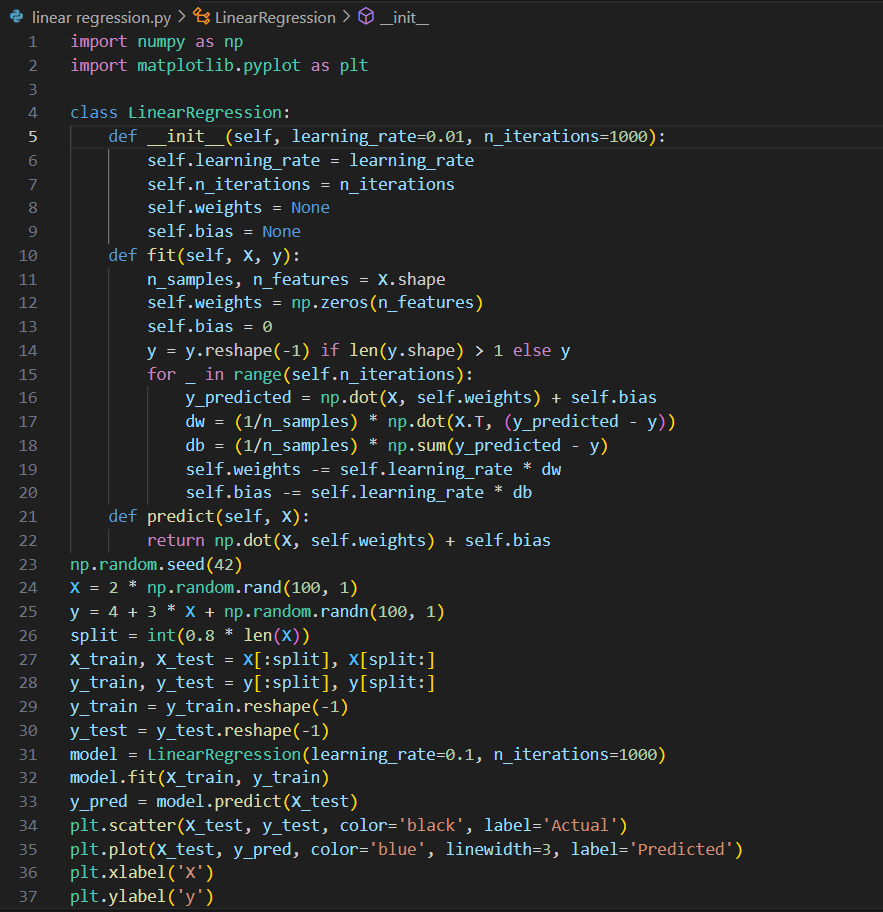 linear regression.py > LinearRegression > __init__
1 import numpy as np
2 import matplotlib.pyplot as plt
3
4 class LinearRegression:
5     def __init__(self, learning_rate=0.01, n_iterations=1000):
6         self.learning_rate = learning_rate
7         self.n_iterations = n_iterations
8         self.weights = None
9         self.bias = None
10     def fit(self, X, y):
11         n_samples, n_features = X.shape
12         self.weights = np.zeros(n_features)
13         self.bias = 0
14         y = y.reshape(-1) if len(y.shape) > 1 else y
15         for _ in range(self.n_iterations):
16             y_predicted = np.dot(X, self.weights) + self.bias
17             dw = (1/n_samples) * np.dot(X.T, (y_predicted - y))
18             db = (1/n_samples) * np.sum(y_predicted - y)
19             self.weights -= self.learning_rate * dw
20             self.bias -= self.learning_rate * db
21     def predict(self, X):
22         return np.dot(X, self.weights) + self.bias
23 np.random.seed(42)
24 X = 2 * np.random.rand(100, 1)
25 y = 4 + 3 * X + np.random.randn(100, 1)
26 split = int(0.8 * len(X))
27 X_train, X_test = X[:split], X[split:]
28 y_train, y_test = y[:split], y[split:]
29 y_train = y_train.reshape(-1)
30 y_test = y_test.reshape(-1)
31 model = LinearRegression(learning_rate=0.1, n_iterations=1000)
32 model.fit(X_train, y_train)
33 y_pred = model.predict(X_test)
34 plt.scatter(X_test, y_test, color='black', label='Actual')
35 plt.plot(X_test, y_pred, color='blue', linewidth=3, label='Predicted')
36 plt.xlabel('X')
37 plt.ylabel('y')